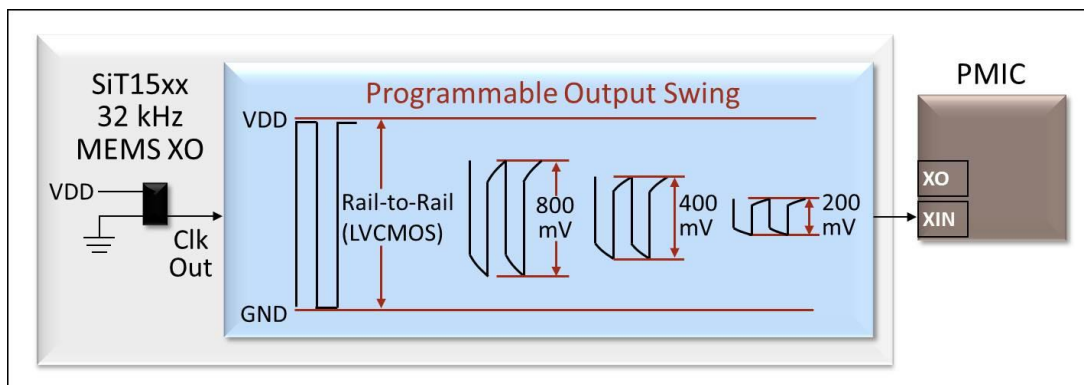 SiT15xx
32 kHz
MEMS XO
VDD
Clk
Out
Programmable Output Swing
VDD
Rail-to-Rail
(LVCMOS)
GND
800
mV
400
mV
200
mV
PMIC
XO
XIN